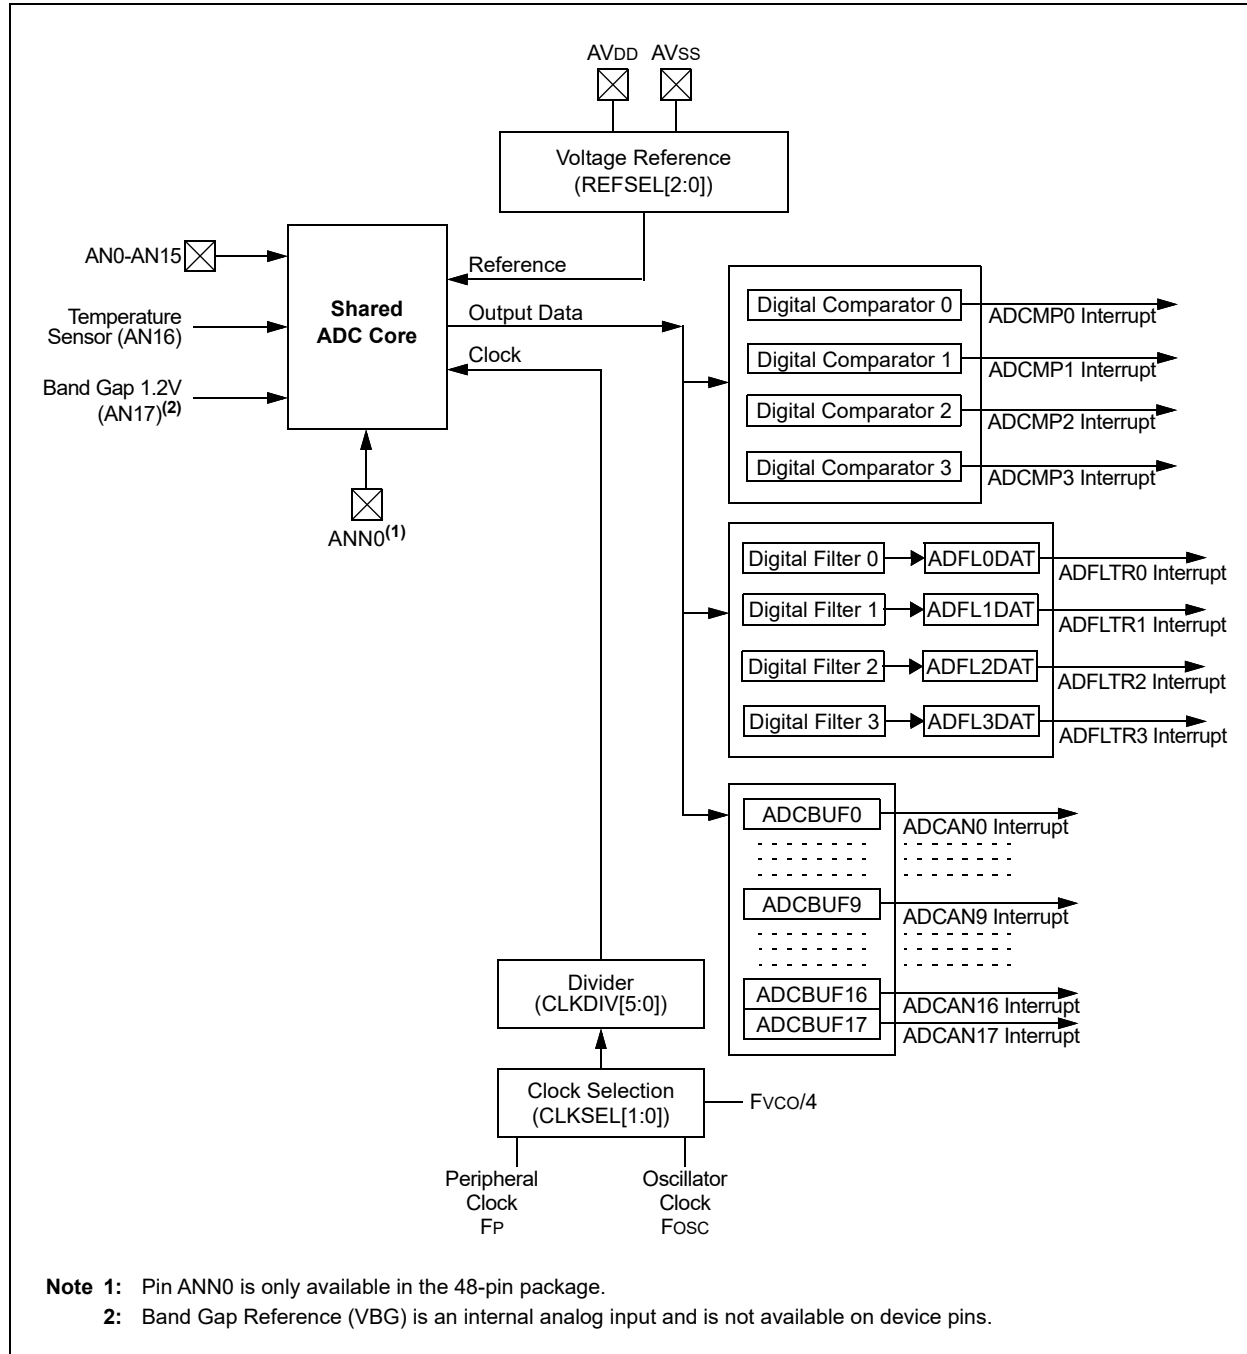 AVDD AVSS
Voltage Reference
(REFSEL[2:0])
AN0-AN15
Temperature
Sensor (AN16)
Band Gap 1.2V
(AN17)(2)
Shared
ADC Core
ANN0(1)
Reference
Output Data
Clock
Digital Comparator 0
ADCMP0 Interrupt
Digital Comparator 1
ADCMP1 Interrupt
Digital Comparator 2
ADCMP2 Interrupt
Digital Comparator 3
ADCMP3 Interrupt
Digital Filter 0
ADFL0DAT
ADFLTR0 Interrupt
Digital Filter 1
ADFL1DAT
ADFLTR1 Interrupt
Digital Filter 2
ADFL2DAT
ADFLTR2 Interrupt
Digital Filter 3
ADFL3DAT
ADFLTR3 Interrupt
ADCBUF0
ADCAN0 Interrupt
ADCBUF9
ADCAN9 Interrupt
ADCBUF16
ADCAN16 Interrupt
ADCBUF17
ADCAN17 Interrupt
Divider
(CLKDIV[5:0])
Clock Selection
(CLKSEL[1:0])
FVCO/4
Peripheral
Clock
FP
Oscillator
Clock
FOSC
Note 1: Pin ANN0 is only available in the 48-pin package.
2: Band Gap Reference (VBG) is an internal analog input and is not available on device pins.